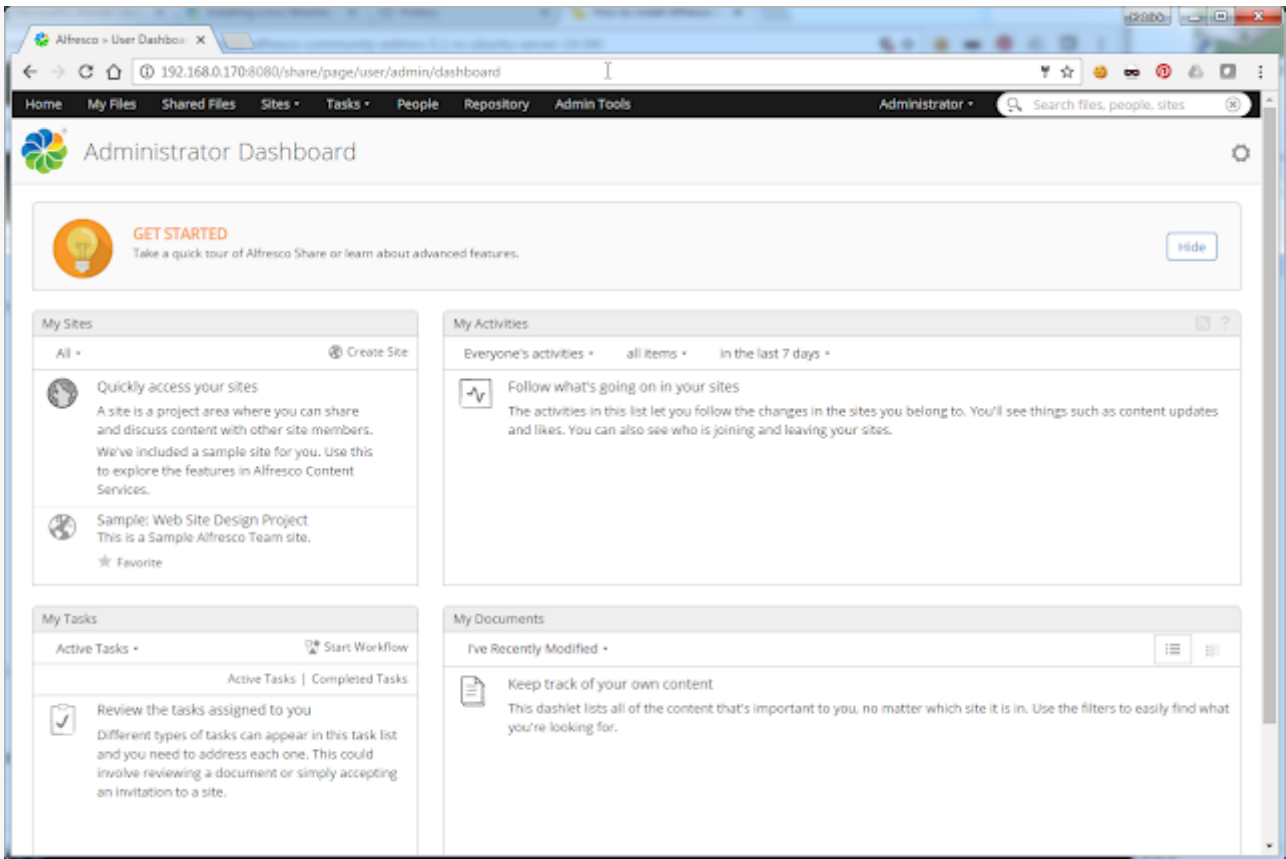 Alfresco » User Dashboa
192.168.0.170:8080/share/page/user/admin/dashboard
Home My Files Shared Files Sites Tasks People Repository Admin Tools Administrator Search files, people, sites
Administrator Dashboard
GET STARTED
Take a quick tour of Alfresco Share or learn about advanced features.
Hide
My Sites
All
Create Site
Quickly access your sites
A site is a project area where you can share
and discuss content with other site members.
We've included a sample site for you. Use this
to explore the features in Alfresco Content
Services.
Sample: Web Site Design Project
This is a Sample Alfresco Team site.
Favorite
My Activities
Everyone's activities all items in the last 7 days
Follow what's going on in your sites
The activities in this list let you follow the changes in the sites you belong to. You'll see things such as content updates
and likes. You can also see who is joining and leaving your sites.
My Tasks
Active Tasks
Start Workflow
Active Tasks | Completed Tasks
Review the tasks assigned to you
Different types of tasks can appear in this task list
and you need to address each one. This could
involve reviewing a document or simply accepting
an invitation to a site.
My Documents
I've Recently Modified
Keep track of your own content
This dashlet lists all of the content that's important to you, no matter which site it is in. Use the filters to easily find what
you're looking for.